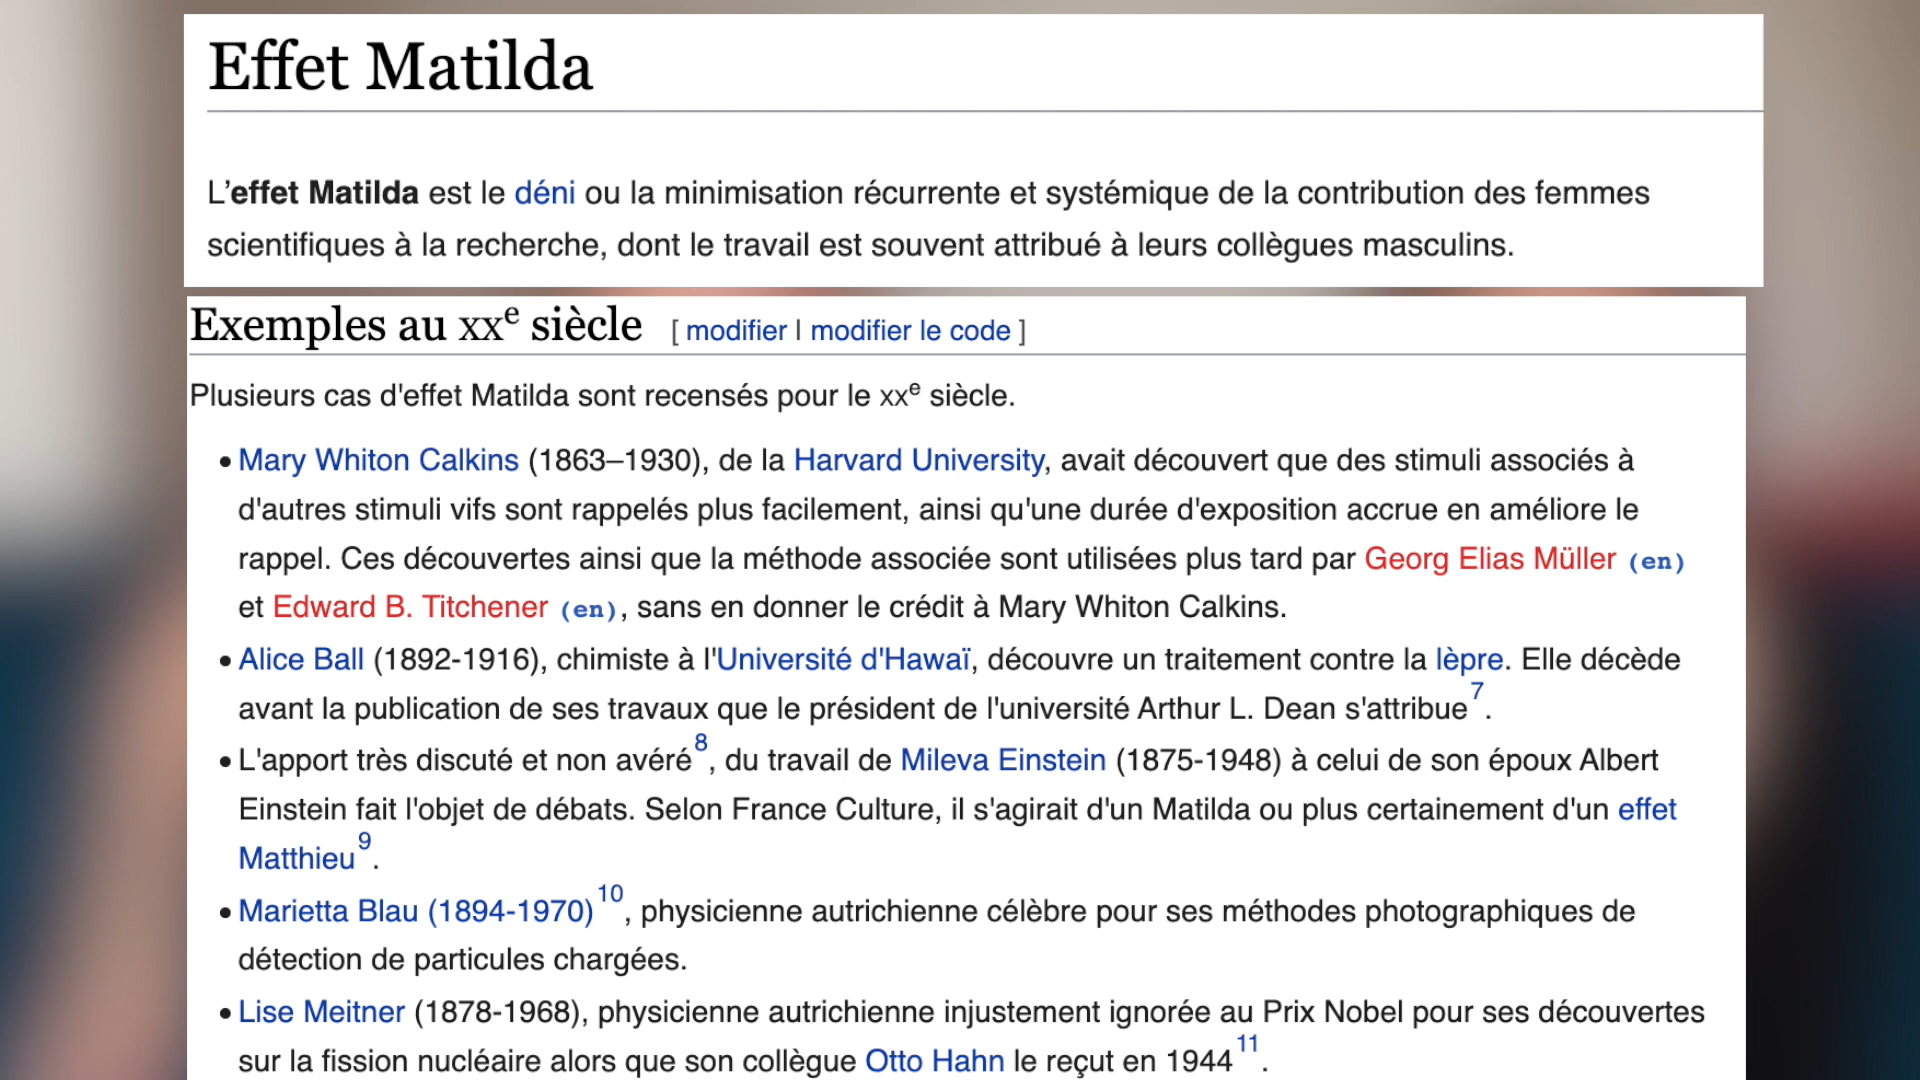 Effet Matilda
L'effet Matilda est le déni ou la minimisation récurrente et systémique de la contribution des femmes
scientifiques à la recherche, dont le travail est souvent attribué à leurs collègues masculins.
Exemples au XXe siècle [ modifier | modifier le code ]
Plusieurs cas d'effet Matilda sont recensés pour le XXe siècle.
• Mary Whiton Calkins (1863–1930), de la Harvard University, avait découvert que des stimuli associés à
d'autres stimuli vifs sont rappelés plus facilement, ainsi qu'une durée d'exposition accrue en améliore le
rappel. Ces découvertes ainsi que la méthode associée sont utilisées plus tard par Georg Elias Müller (en)
et Edward B. Titchener (en), sans en donner le crédit à Mary Whiton Calkins.
• Alice Ball (1892-1916), chimiste à l'Université d'Hawaï, découvre un traitement contre la lèpre. Elle décède
avant la publication de ses travaux que le président de l'université Arthur L. Dean s'attribue7.
• L'apport très discuté et non avéré8, du travail de Mileva Einstein (1875-1948) à celui de son époux Albert
Einstein fait l'objet de débats. Selon France Culture, il s'agirait d'un Matilda ou plus certainement d'un effet
Matthieu9.
• Marietta Blau (1894-1970)10, physicienne autrichienne célèbre pour ses méthodes photographiques de
détection de particules chargées.
• Lise Meitner (1878-1968), physicienne autrichienne injustement ignorée au Prix Nobel pour ses découvertes
sur la fission nucléaire alors que son collègue Otto Hahn le reçut en 194411.